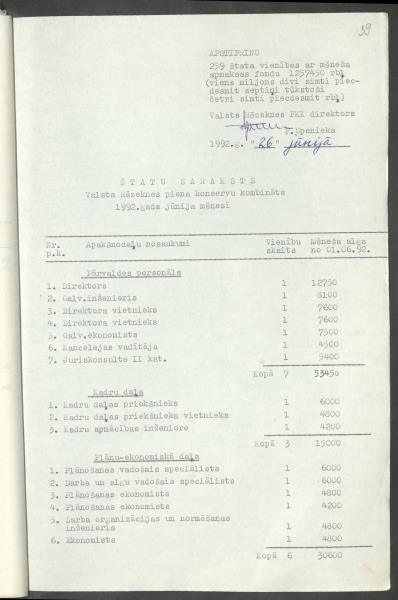 39
APSTIPRINU
259 štata vienības ar mēneša
apmaksas fondu 1257450 rbļ
(viens miljons divi simti piec-
desmit septiņi tūkstoši
četri simti piecdesmit rbļ)
Valsts Rēzeknes PKK direktors
1992.g. "26" jūnijā
ŠTATU SARAKSTS
Valsts Rēzeknes piena konservu kombināts
1992.gada jūnija mēnesī
Nr. Apakšnodaļu nosaukumi Vienību Mēneša alga
p.k. skaits no 01.06.92.
Pārvaldes personāls
1. Direktors 1 12750
2. Galv.inženieris 1 8100
3. Direktora vietnieks 1 7600
4. Direktora vietnieks 1 7600
5. Galv.ekonomists 1 7500
6. Kancelejas vadītāja 1 4500
7. Juriskonsulte II kat. 1 5400
Kopā 7 53450
Kadru daļa
1. Kadru daļas priekšnieks 1 6000
2. Kadru daļas priekšnieka vietnieks 1 4800
3. Kadru apmācības inženiere 1 4200
Kopā 3 15000
Plānu-ekonomiskā daļa
1. Plānošanas vadošais speciālists 1 6000
2. Darba un algu vadošais speciālists 1 6000
3. Plānošanas ekonomists 1 4800
4. Plānošanas ekonomists 1 4200
5. Darba organizācijas un normēšanas
inženieris 1 4800
6. Ekonomists 1 4800
Kopā 6 30600